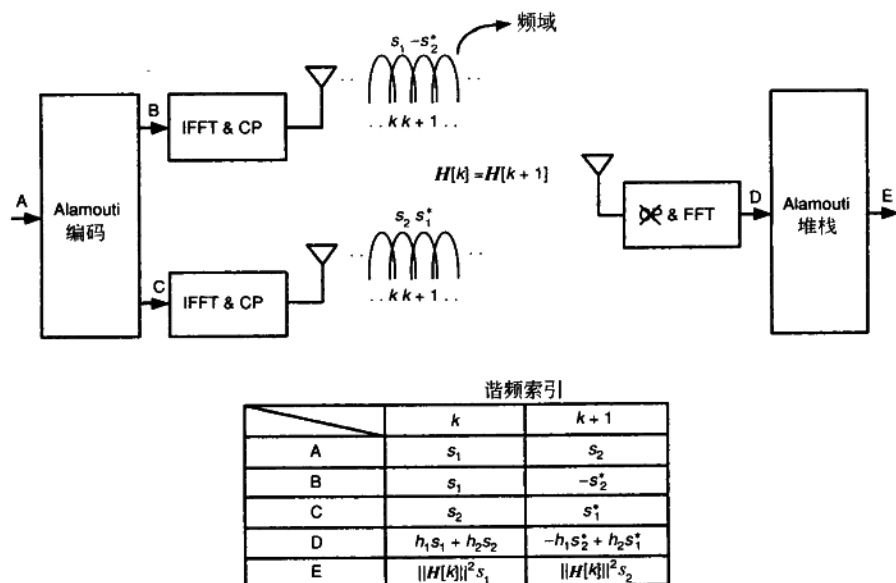 频域
s₁ -s₂*
. . . .
B
IFFT & CP
. . k k + 1 . .
A
Alamouti
编码
H[k] =H[k + 1]
CP & FFT
D
Alamouti
堆栈
E
s₂ s₁*
. . . .
C
IFFT & CP
. . k k + 1 . .
谐频索引
k k + 1
A s₁ s₂
B s₁ -s₂*
C s₂ s₁*
D h₁s₁ + h₂s₂ -h₁s₂* + h₂s₁*
E ||H[k]||²s₁ ||H[k]||²s₂